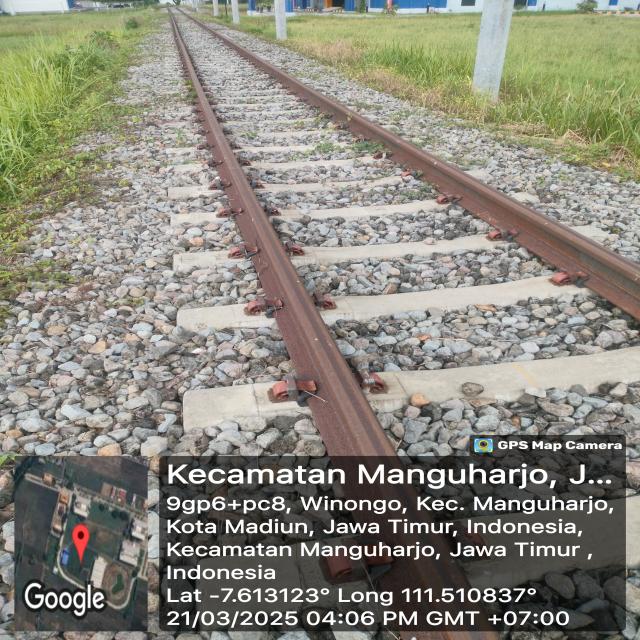 GPS Map Camera
Kecamatan Manguharjo, J...
9gp6+pc8, Winongo, Kec. Manguharjo,
Kota Madiun, Jawa Timur, Indonesia,
Kecamatan Manguharjo, Jawa Timur ,
Indonesia
Lat -7.613123° Long 111.510837°
21/03/2025 04:06 PM GMT +07:00
Google